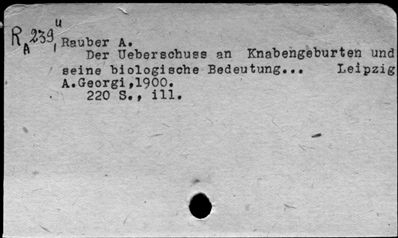 R A 239 u
Rauber A.
Der Ueberschuss an Knabengeburten und
seine biologische Bedeutung... Leipzig
A.Georgi,1900.
220 S., ill.